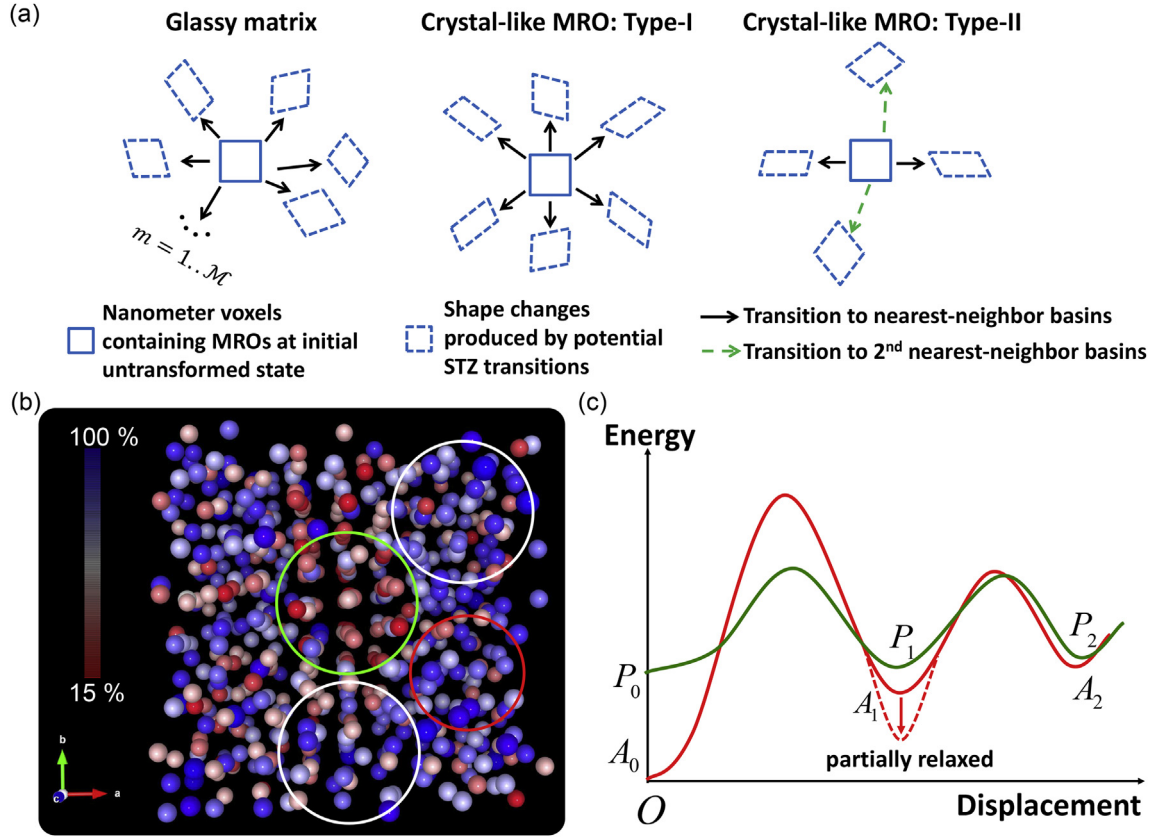 (a)
Glassy matrix
Crystal-like MRO: Type-I
Crystal-like MRO: Type-II
m = 1..ℳ
Nanometer voxels
containing MROs at initial
untransformed state
Shape changes
produced by potential
STZ transitions
Transition to nearest-neighbor basins
Transition to 2nd nearest-neighbor basins
(b)
100 %
15 %
b
c
a
(c)
Energy
P0
P1
P2
A1
A2
A0
partially relaxed
O
Displacement